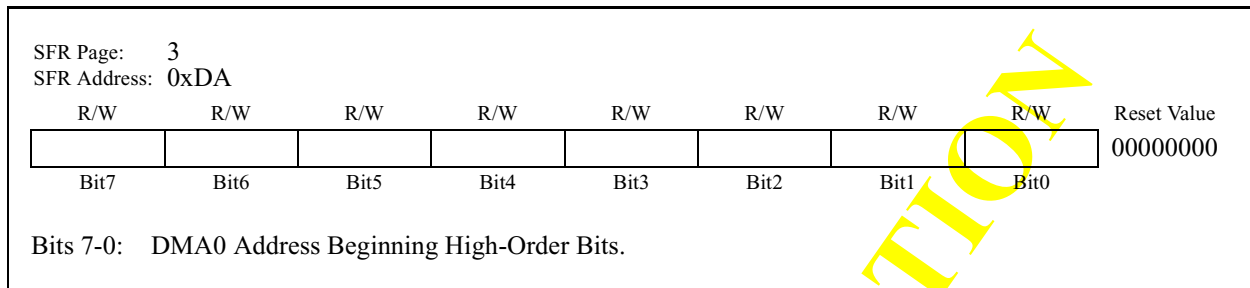 SFR Page: 3
SFR Address: 0xDA
R/W R/W R/W R/W R/W R/W R/W R/W Reset Value
00000000
Bit7 Bit6 Bit5 Bit4 Bit3 Bit2 Bit1 Bit0
Bits 7-0: DMA0 Address Beginning High-Order Bits.
TION